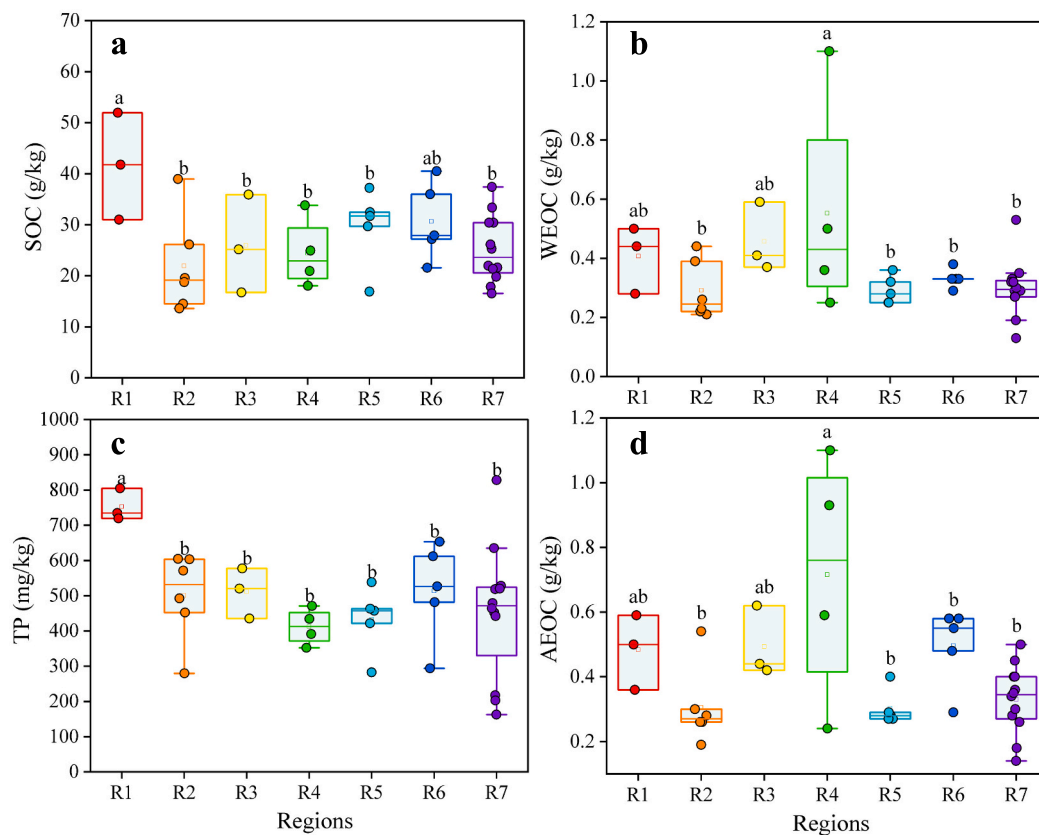 a
SOC (g/kg)
70
60
50
40
30
20
10
0
a
b
b
b
b
ab
b
R1 R2 R3 R4 R5 R6 R7
b
WEOC (g/kg)
1.2
1.0
0.8
0.6
0.4
0.2
0.0
ab
b
ab
a
b
b
b
R1 R2 R3 R4 R5 R6 R7
c
TP (mg/kg)
1000
900
800
700
600
500
400
300
200
100
0
a
b
b
b
b
b
b
R1 R2 R3 R4 R5 R6 R7
Regions
d
AEOC (g/kg)
1.2
1.0
0.8
0.6
0.4
0.2
ab
b
ab
a
b
b
b
R1 R2 R3 R4 R5 R6 R7
Regions